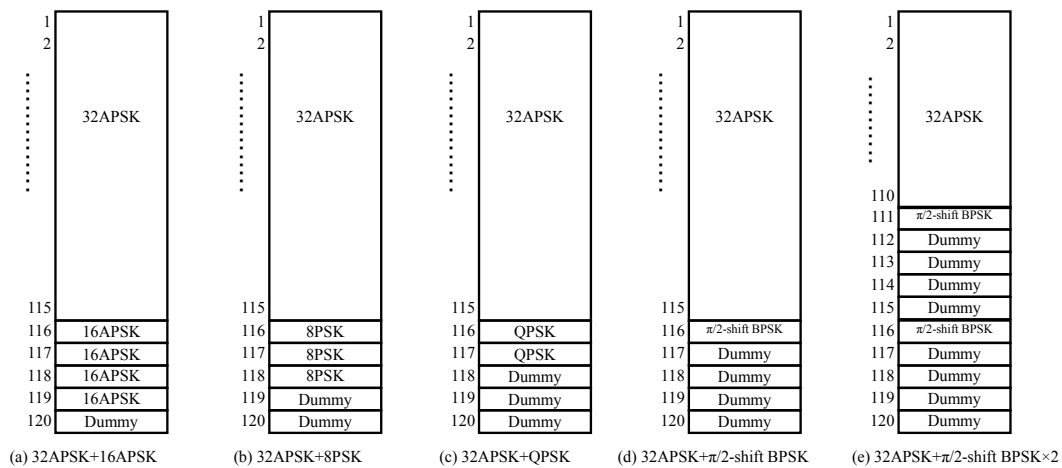 1
2
32APSK
115
116 16APSK
117 16APSK
118 16APSK
119 16APSK
120 Dummy
(a) 32APSK+16APSK
1
2
32APSK
115
116 8PSK
117 8PSK
118 8PSK
119 Dummy
120 Dummy
(b) 32APSK+8PSK
1
2
32APSK
115
116 QPSK
117 QPSK
118 Dummy
119 Dummy
120 Dummy
(c) 32APSK+QPSK
1
2
32APSK
115
116 π/2-shift BPSK
117 Dummy
118 Dummy
119 Dummy
120 Dummy
(d) 32APSK+π/2-shift BPSK
1
2
32APSK
110
111 π/2-shift BPSK
112 Dummy
113 Dummy
114 Dummy
115 Dummy
116 π/2-shift BPSK
117 Dummy
118 Dummy
119 Dummy
120 Dummy
(e) 32APSK+π/2-shift BPSK×2